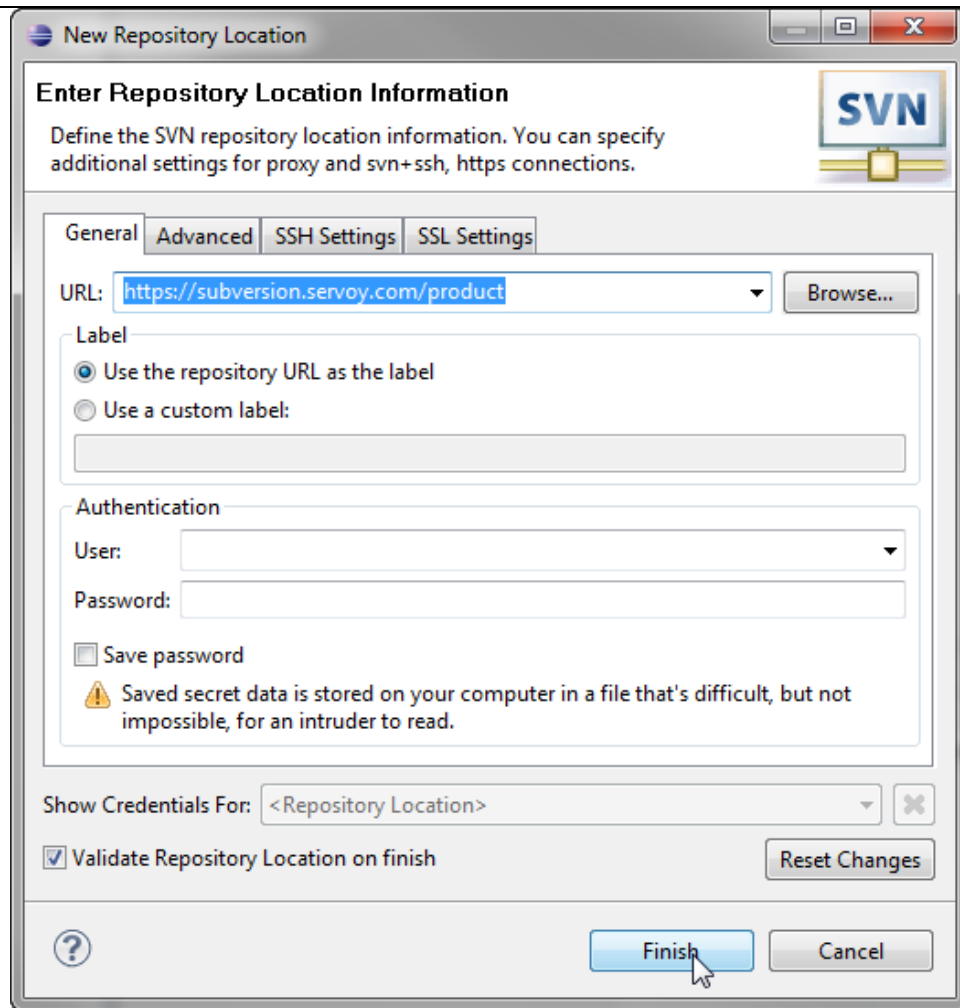 New Repository Location
Enter Repository Location Information
Define the SVN repository location information. You can specify
additional settings for proxy and svn+ssh, https connections.
SVN
General Advanced SSH Settings SSL Settings
URL: https://subversion.servoy.com/product Browse...
Label
Use the repository URL as the label
Use a custom label:
Authentication
User:
Password:
Save password
Saved secret data is stored on your computer in a file that's difficult, but not
impossible, for an intruder to read.
Show Credentials For: <Repository Location>
Validate Repository Location on finish Reset Changes
? Finish Cancel